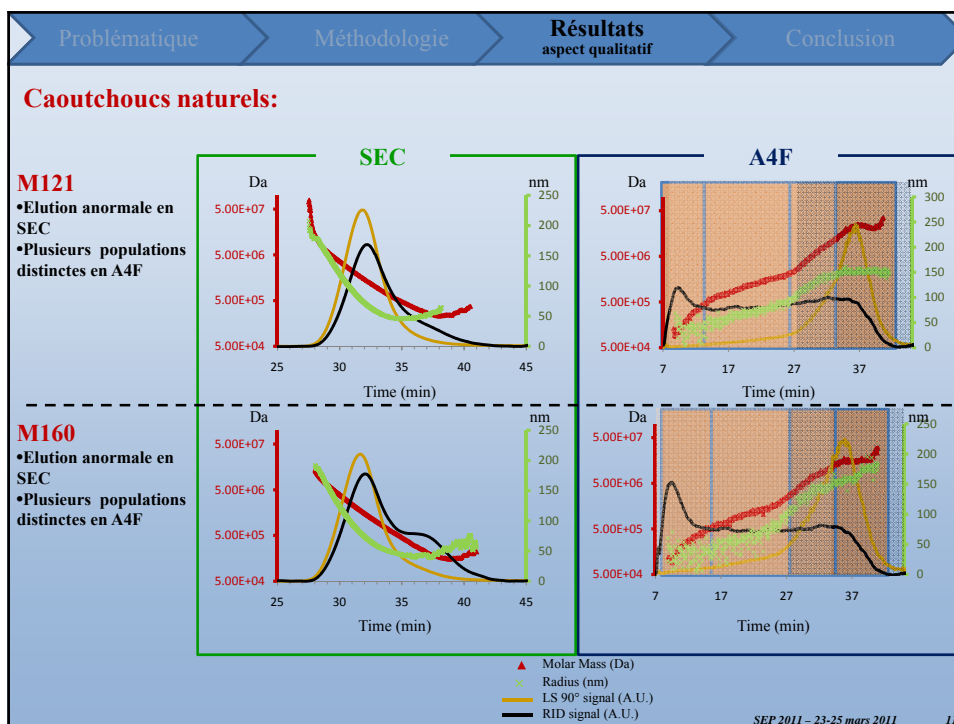 Problématique
Méthodologie
Résultats
aspect qualitatif
Conclusion
Caoutchoucs naturels:
SEC
A4F
M121
•Elution anormale en
SEC
•Plusieurs populations
distinctes en A4F
Da
nm
5.00E+07
5.00E+06
5.00E+05
5.00E+04
250
200
150
100
50
0
25 30 35 40 45
Time (min)
Da
nm
5.00E+07
5.00E+06
5.00E+05
5.00E+04
300
250
200
150
100
50
0
7 17 27 37
Time (min)
M160
•Elution anormale en
SEC
•Plusieurs populations
distinctes en A4F
Da
nm
5.00E+07
5.00E+06
5.00E+05
5.00E+04
250
200
150
100
50
0
25 30 35 40 45
Time (min)
Da
nm
5.00E+07
5.00E+06
5.00E+05
5.00E+04
250
200
150
100
50
0
7 17 27 37
Time (min)
Molar Mass (Da)
Radius (nm)
LS 90° signal (A.U.)
RID signal (A.U.)
SEP 2011 – 23-25 mars 2011